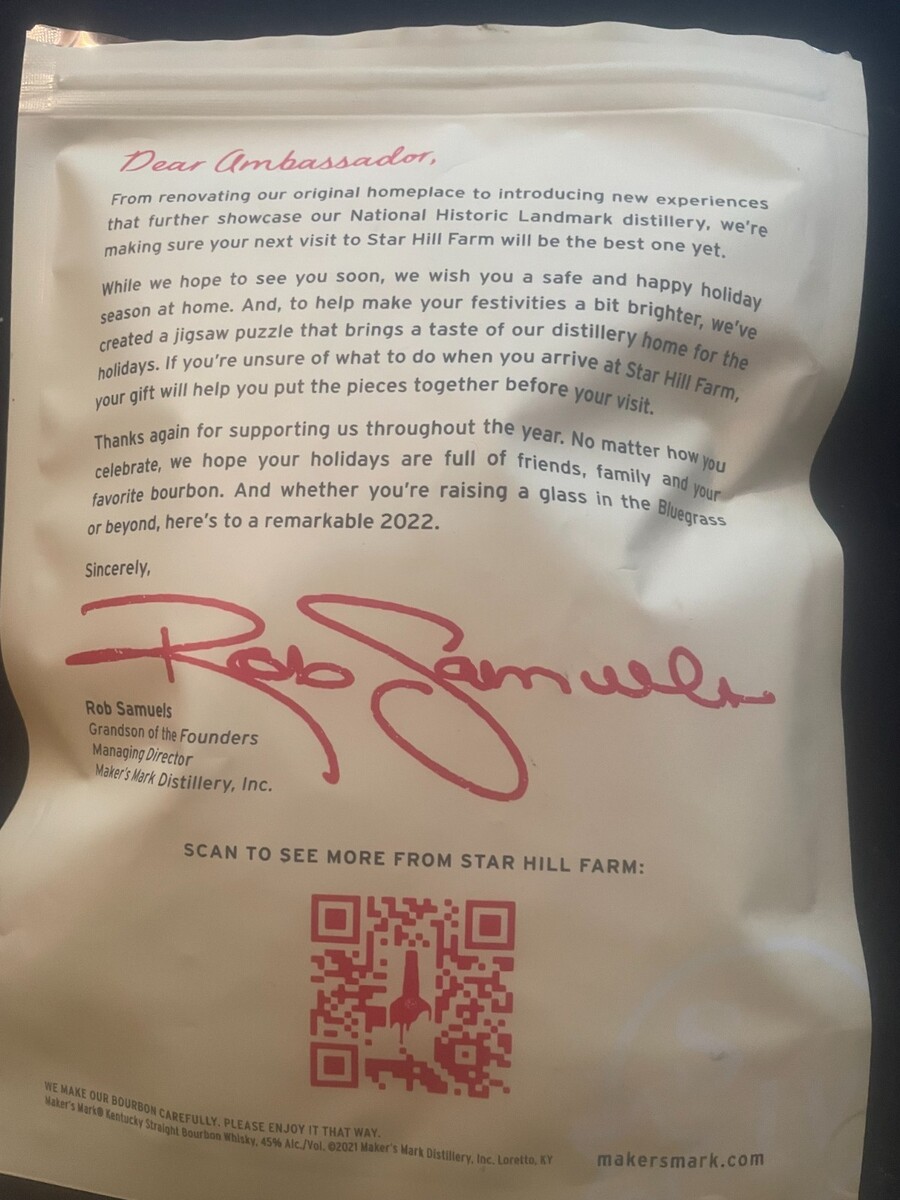 Dear Ambassador,
From renovating our original homeplace to introducing new experiences
that further showcase our National Historic Landmark distillery, we're
making sure your next visit to Star Hill Farm will be the best one yet.
While we hope to see you soon, we wish you a safe and happy holiday
season at home. And, to help make your festivities a bit brighter, we've
created a jigsaw puzzle that brings a taste of our distillery home for the
holidays. If you're unsure of what to do when you arrive at Star Hill Farm,
your gift will help you put the pieces together before your visit.
Thanks again for supporting us throughout the year. No matter how you
celebrate, we hope your holidays are full of friends, family and your
favorite bourbon. And whether you're raising a glass in the Bluegrass
or beyond, here's to a remarkable 2022.
Sincerely,
Rob Samuels
Rob Samuels
Grandson of the Founders
Managing Director
Maker's Mark Distillery, Inc.
SCAN TO SEE MORE FROM STAR HILL FARM:
WE MAKE OUR BOURBON CAREFULLY. PLEASE ENJOY IT THAT WAY.
Maker's Mark® Kentucky Straight Bourbon Whisky, 45% Alc./Vol. ©2021 Maker's Mark Distillery, Inc. Loretto, KY
makersmark.com